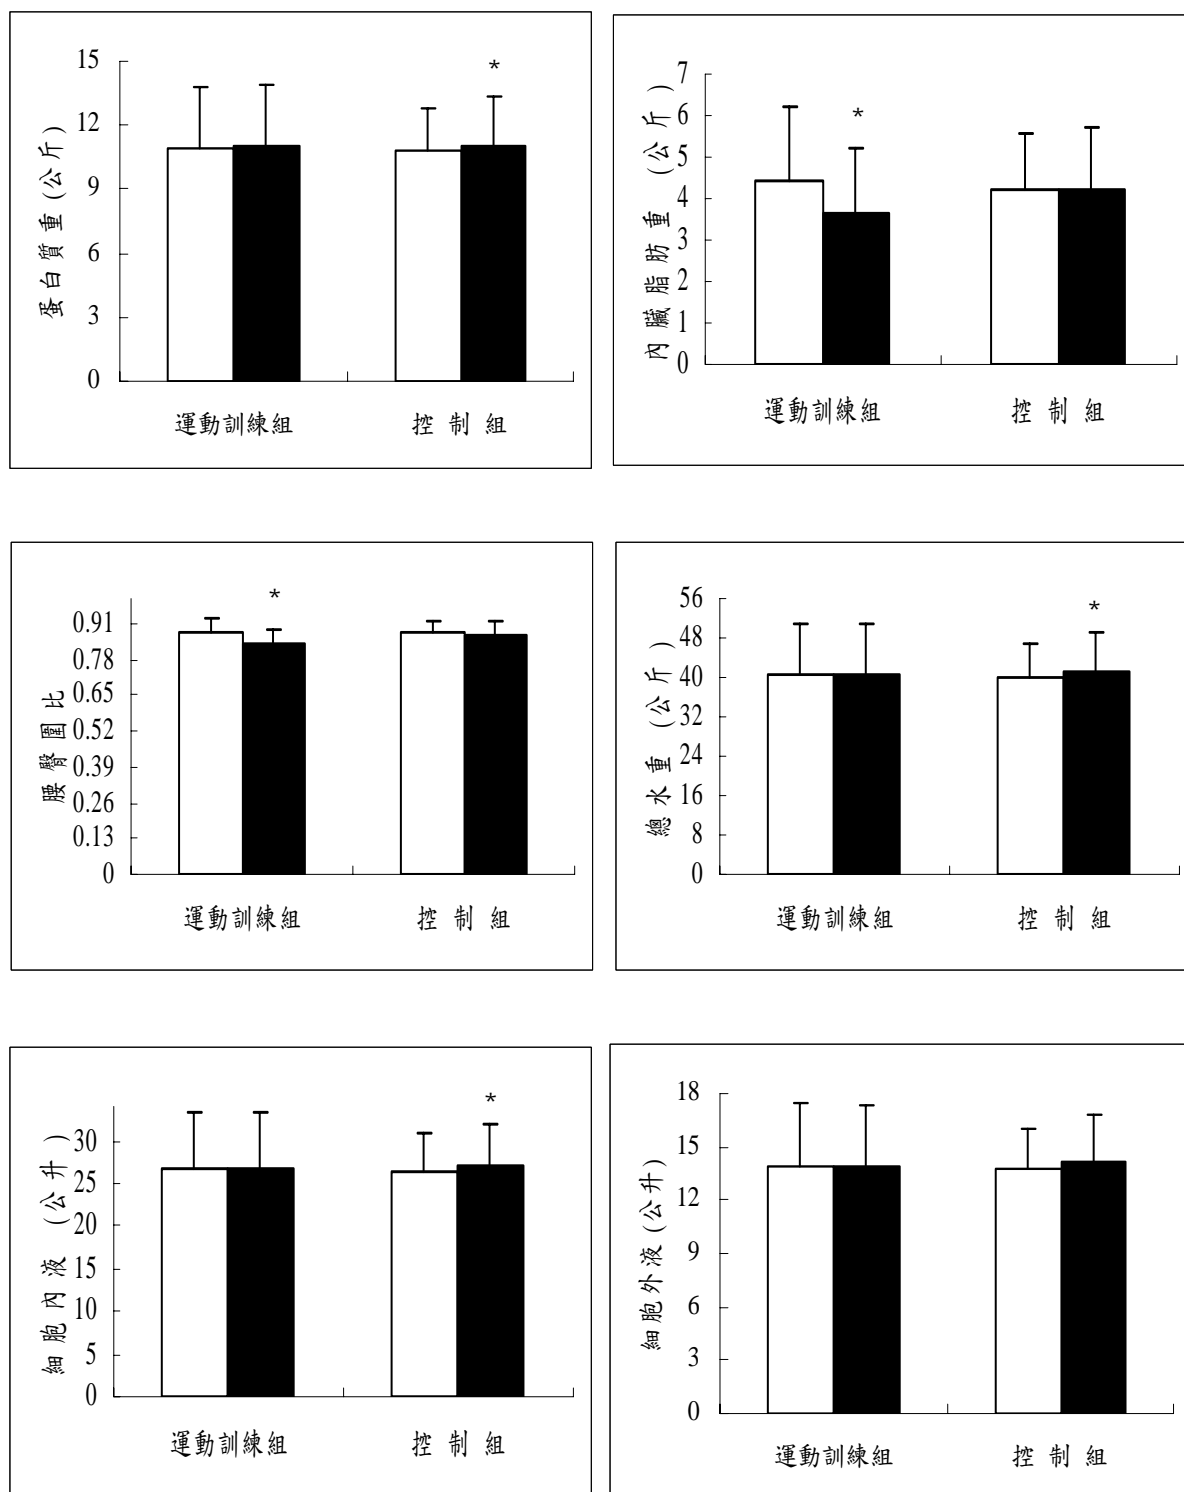 蛋白質重(公斤)
15
12
9
6
3
0
*
運動訓練組
控制組
內臟脂肪重 (公斤)
7
6
5
4
3
2
1
0
*
運動訓練組
控制組
腰臀圍比
0.91
0.78
0.65
0.52
0.39
0.26
0.13
0
*
運動訓練組
控制組
總水重 (公斤)
56
48
40
32
24
16
8
0
*
運動訓練組
控制組
細胞內液 (公升)
30
25
20
15
10
5
0
*
運動訓練組
控制組
細胞外液(公升)
18
15
12
9
6
3
0
運動訓練組
控制組